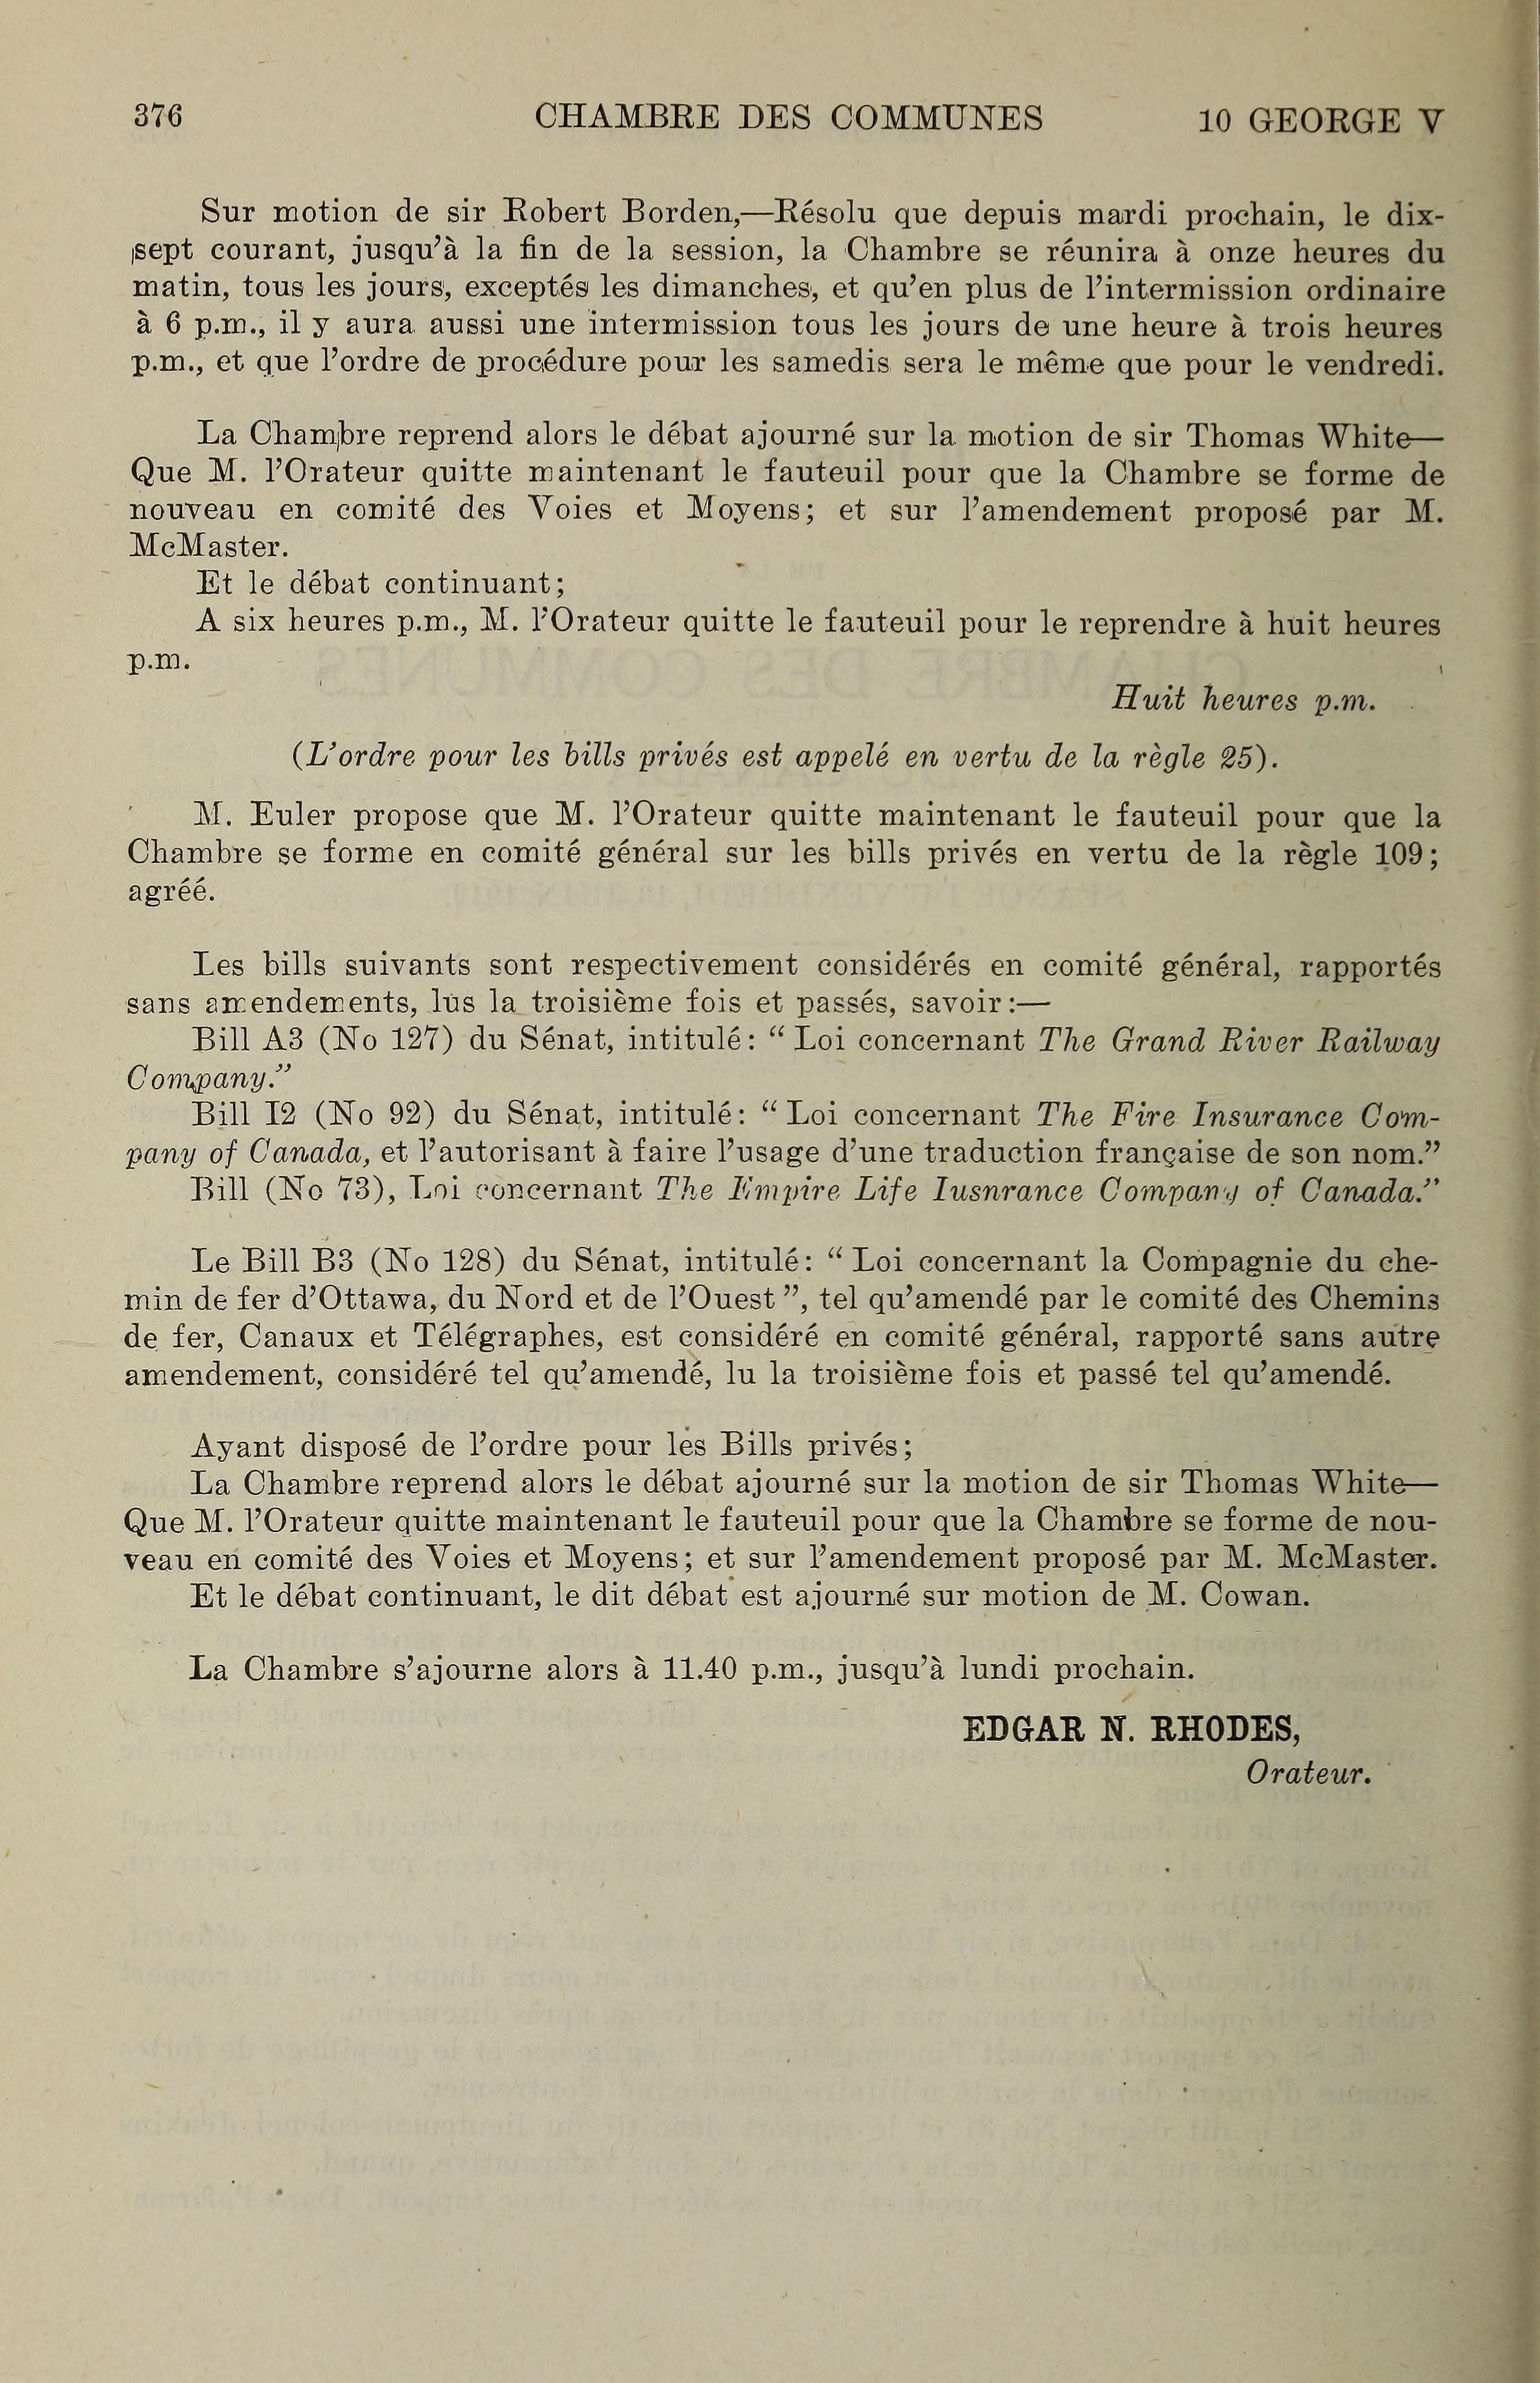 376 CHAMBRE DES COMMUNES 10 GEORGE V
Sur motion de sir Robert Borden,—Résolu que depuis mardi prochain, le dix-
sept courant, jusqu’à la fin de la session, la Chambre se réunira à onze heures du
matin, tous les jours, exceptés les dimanches, et qu’en plus de l’intermission ordinaire
à 6 p.m., il y aura aussi une intermission tous les jours de une heure à trois heures
p.m., et que l’ordre de procédure pour les samedis sera le même que pour le vendredi.
La Chambre reprend alors le débat ajourné sur la motion de sir Thomas White—
Que M. l’Orateur quitte maintenant le fauteuil pour que la Chambre se forme de
nouveau en comité des Voies et Moyens; et sur l’amendement proposé par M.
McMaster.
Et le débat continuant;
A six heures p.m., M. l’Orateur quitte le fauteuil pour le reprendre à huit heures
p.m.
Huit heures p.m.
(L’ordre pour les bills privés est appelé en vertu de la règle 25).
M. Euler propose que M. l’Orateur quitte maintenant le fauteuil pour que la
Chambre se forme en comité général sur les bills privés en vertu de la règle 109;
agréé.
Les bills suivants sont respectivement considérés en comité général, rapportés
sans amendements, lus la troisième fois et passés, savoir:—
Bill A3 (No 127) du Sénat, intitulé: “ Loi concernant The Grand River Railway
Company.”
Bill I2 (No 92) du Sénat, intitulé: “ Loi concernant The Fire Insurance Com-
pany of Canada, et l’autorisant à faire l’usage d’une traduction française de son nom.”
Bill (No 73), Loi concernant The Empire Life Iusnrance Company of Canada.”
Le Bill B3 (No 128) du Sénat, intitulé: “ Loi concernant la Compagnie du che-
min de fer d’Ottawa, du Nord et de l’Ouest ”, tel qu’amendé par le comité des Chemins
de fer, Canaux et Télégraphes, est considéré en comité général, rapporté sans autre
amendement, considéré tel qu’amendé, lu la troisième fois et passé tel qu’amendé.
Ayant disposé de l’ordre pour les Bills privés;
La Chambre reprend alors le débat ajourné sur la motion de sir Thomas White—
Que M. l’Orateur quitte maintenant le fauteuil pour que la Chambre se forme de nou-
veau en comité des Voies et Moyens; et sur l’amendement proposé par M. McMaster.
Et le débat continuant, le dit débat est ajourné sur motion de M. Cowan.
La Chambre s’ajourne alors à 11.40 p.m., jusqu’à lundi prochain.
EDGAR N. RHODES,
Orateur.